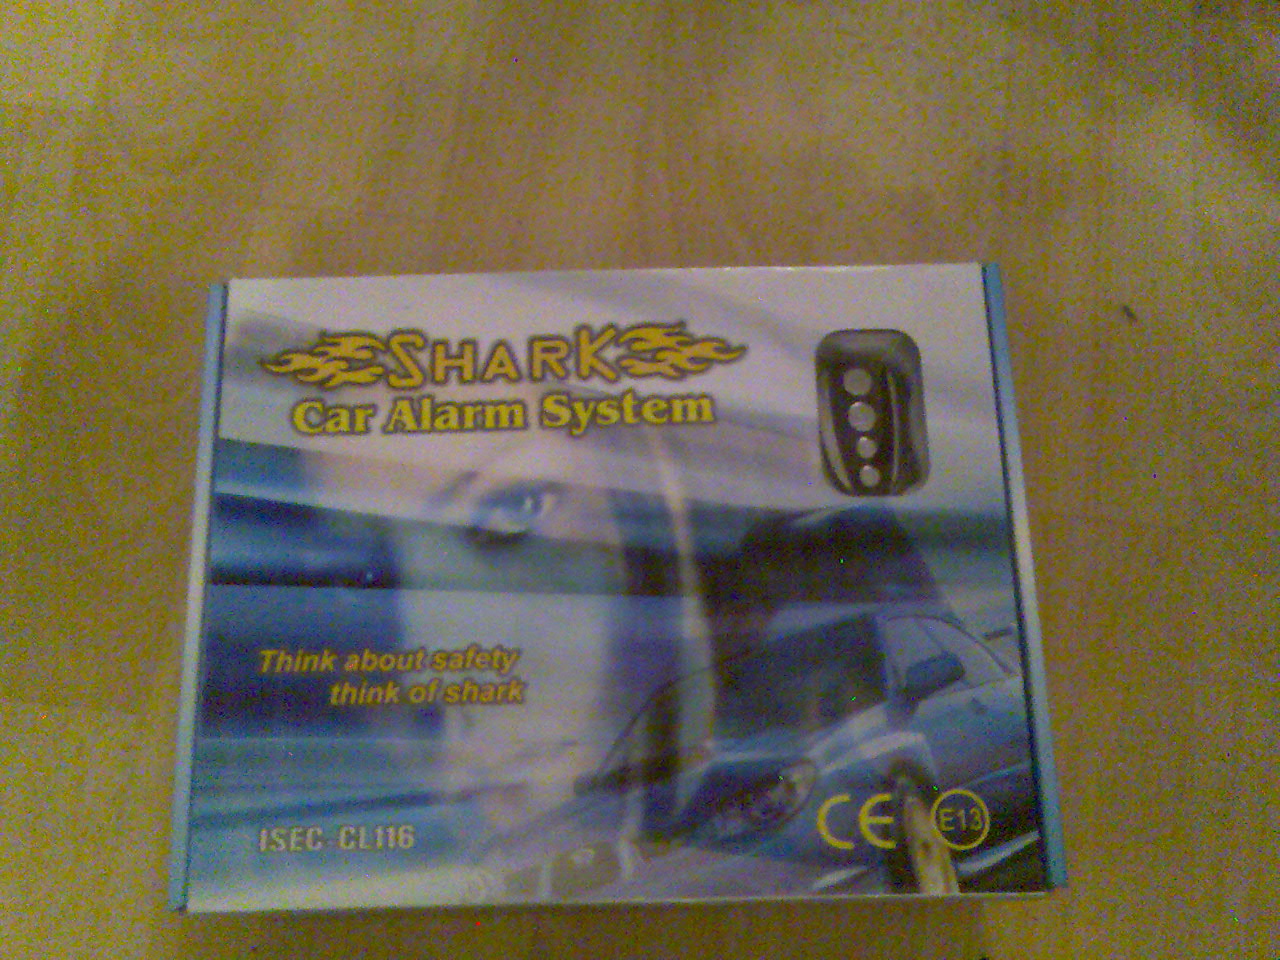 SHARK
Car Alarm System
Think about safety
think of shark
ISEC-CL116
CE E13